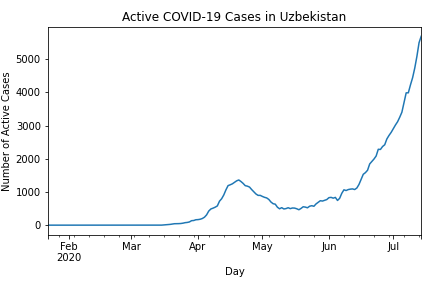 Active COVID-19 Cases in Uzbekistan
Number of Active Cases
5000
4000
3000
2000
1000
0
Feb
2020
Mar
Apr
May
Jun
Jul
Day